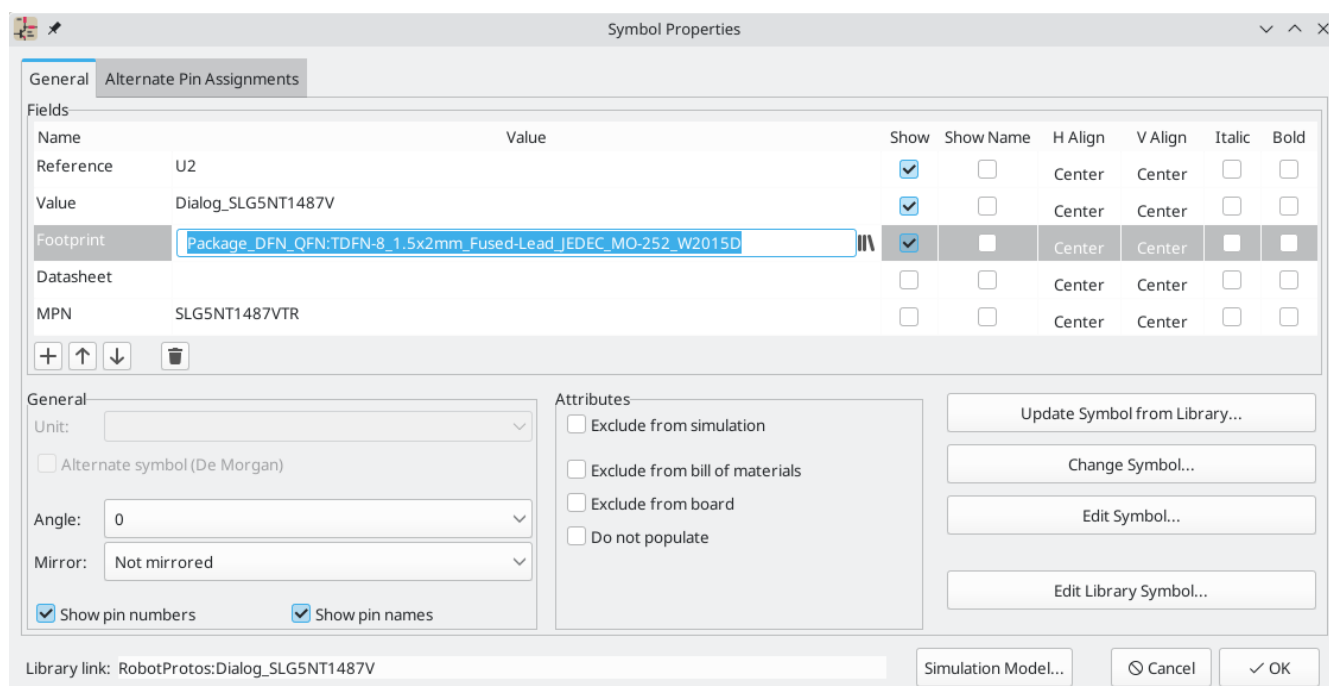 Symbol Properties
General Alternate Pin Assignments
Fields
Name Value Show Show Name H Align V Align Italic Bold
Reference U2 Center Center
Value Dialog_SLG5NT1487V Center Center
Footprint Package_DFN_QFN:TDFN-8_1.5x2mm_Fused-Lead_JEDEC_MO-252_W2015D Center Center
Datasheet Center Center
MPN SLG5NT1487VTR Center Center
General Attributes
Unit: Exclude from simulation Update Symbol from Library...
Alternate symbol (De Morgan) Exclude from bill of materials Change Symbol...
Angle: 0 Exclude from board Edit Symbol...
Mirror: Not mirrored Do not populate
Edit Library Symbol...
Show pin numbers Show pin names
Library link: RobotProtos:Dialog_SLG5NT1487V Simulation Model... Cancel OK